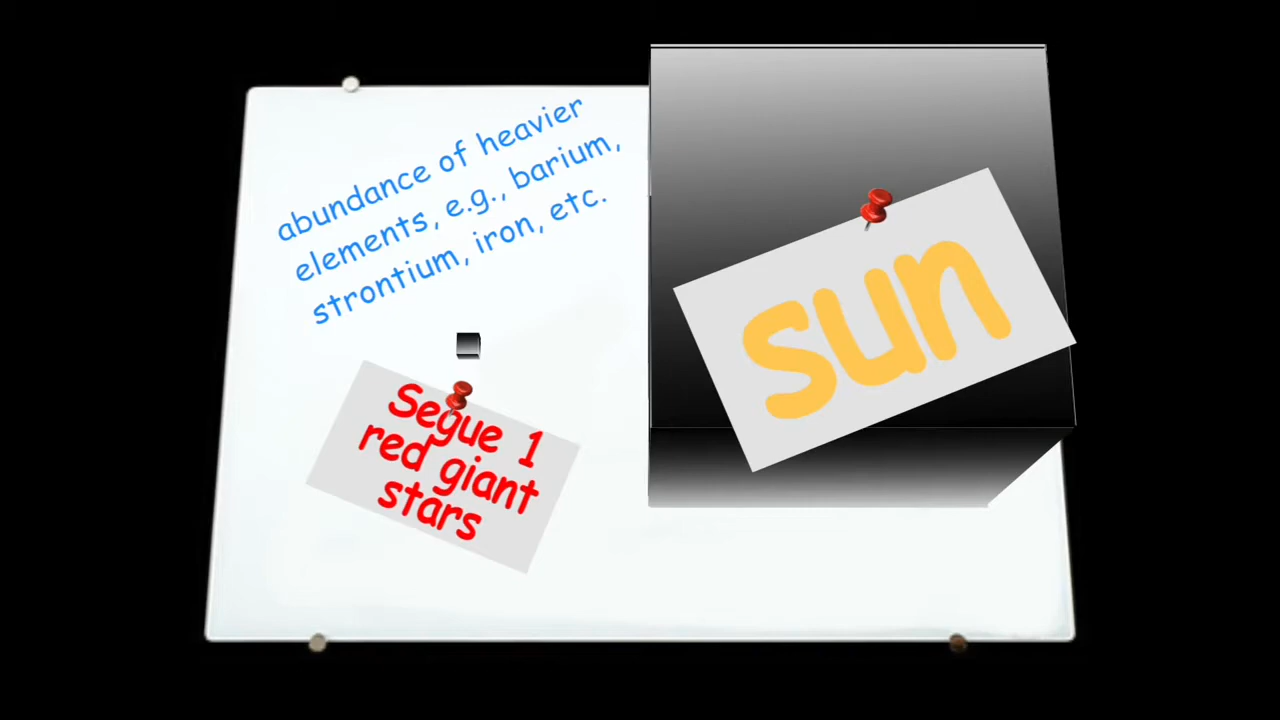 abundance of heavier
elements, e.g., barium,
strontium, iron, etc.
sun
Segue 1
red giant
stars